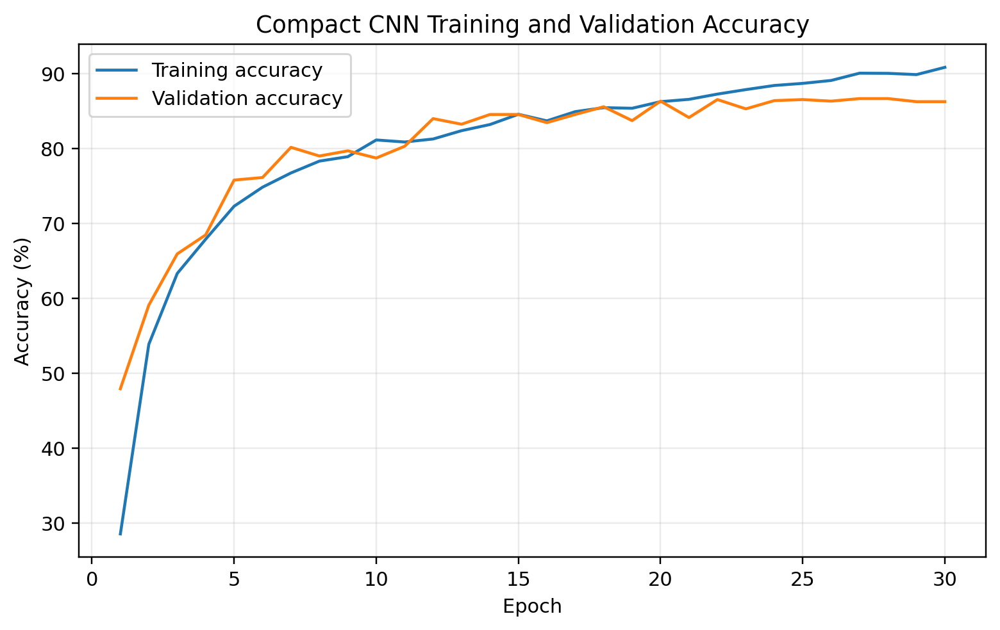 Compact CNN Training and Validation Accuracy
Training accuracy
Validation accuracy
Accuracy (%)
90
80
70
60
50
40
30
0 5 10 15 20 25 30
Epoch